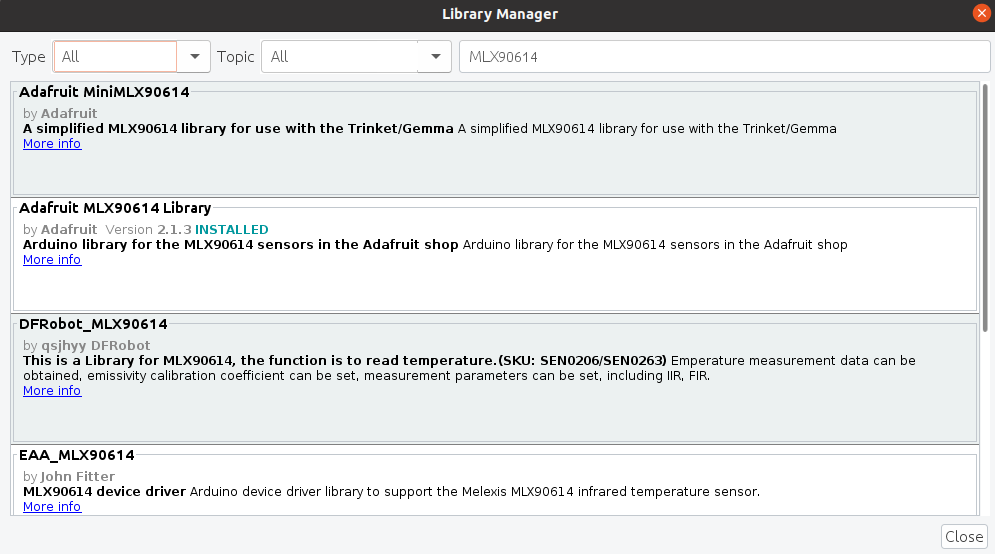 Library Manager
Type All Topic All MLX90614
Adafruit MiniMLX90614
by Adafruit
A simplified MLX90614 library for use with the Trinket/Gemma A simplified MLX90614 library for use with the Trinket/Gemma
More info
Adafruit MLX90614 Library
by Adafruit Version 2.1.3 INSTALLED
Arduino library for the MLX90614 sensors in the Adafruit shop Arduino library for the MLX90614 sensors in the Adafruit shop
More info
DFRobot_MLX90614
by qsjhyy DFRobot
This is a Library for MLX90614, the function is to read temperature.(SKU: SEN0206/SEN0263) Emperature measurement data can be
obtained, emissivity calibration coefficient can be set, measurement parameters can be set, including IIR, FIR.
More info
EAA_MLX90614
by John Fitter
MLX90614 device driver Arduino device driver library to support the Melexis MLX90614 infrared temperature sensor.
More info
Close